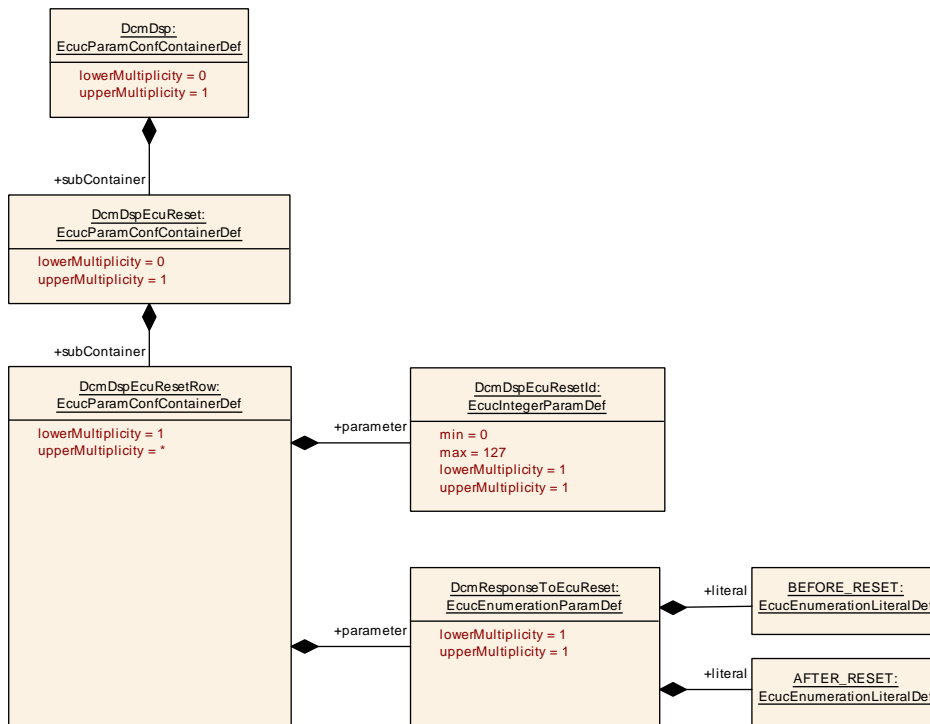 DcmDsp:
EcucParamConfContainerDef
lowerMultiplicity = 0
upperMultiplicity = 1
+subContainer
DcmDspEcuReset:
EcucParamConfContainerDef
lowerMultiplicity = 0
upperMultiplicity = 1
+subContainer
DcmDspEcuResetRow:
EcucParamConfContainerDef
lowerMultiplicity = 1
upperMultiplicity = *
+parameter
DcmDspEcuResetId:
EcucIntegerParamDef
min = 0
max = 127
lowerMultiplicity = 1
upperMultiplicity = 1
+parameter
DcmResponseToEcuReset:
EcucEnumerationParamDef
lowerMultiplicity = 1
upperMultiplicity = 1
+literal
BEFORE_RESET:
EcucEnumerationLiteralDef
+literal
AFTER_RESET:
EcucEnumerationLiteralDef